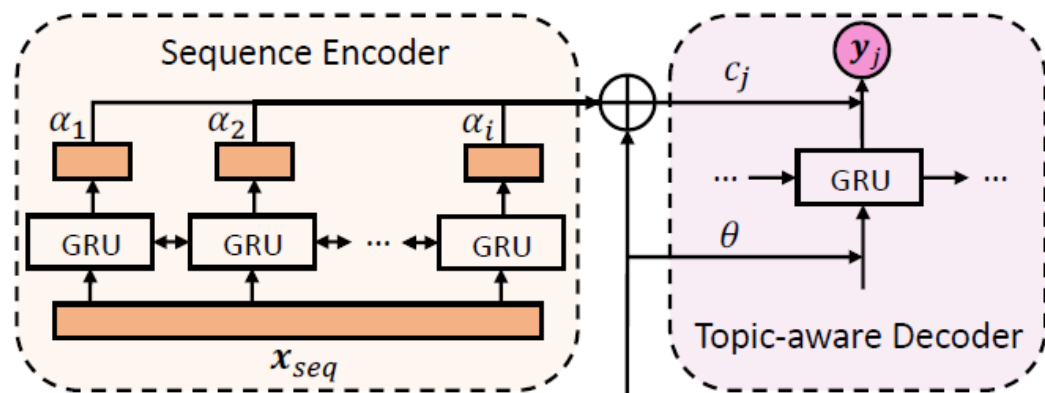 Sequence Encoder
α₁ α₂ αᵢ
GRU GRU ... GRU
x_seq
c_j
y_j
... GRU ...
θ
Topic-aware Decoder